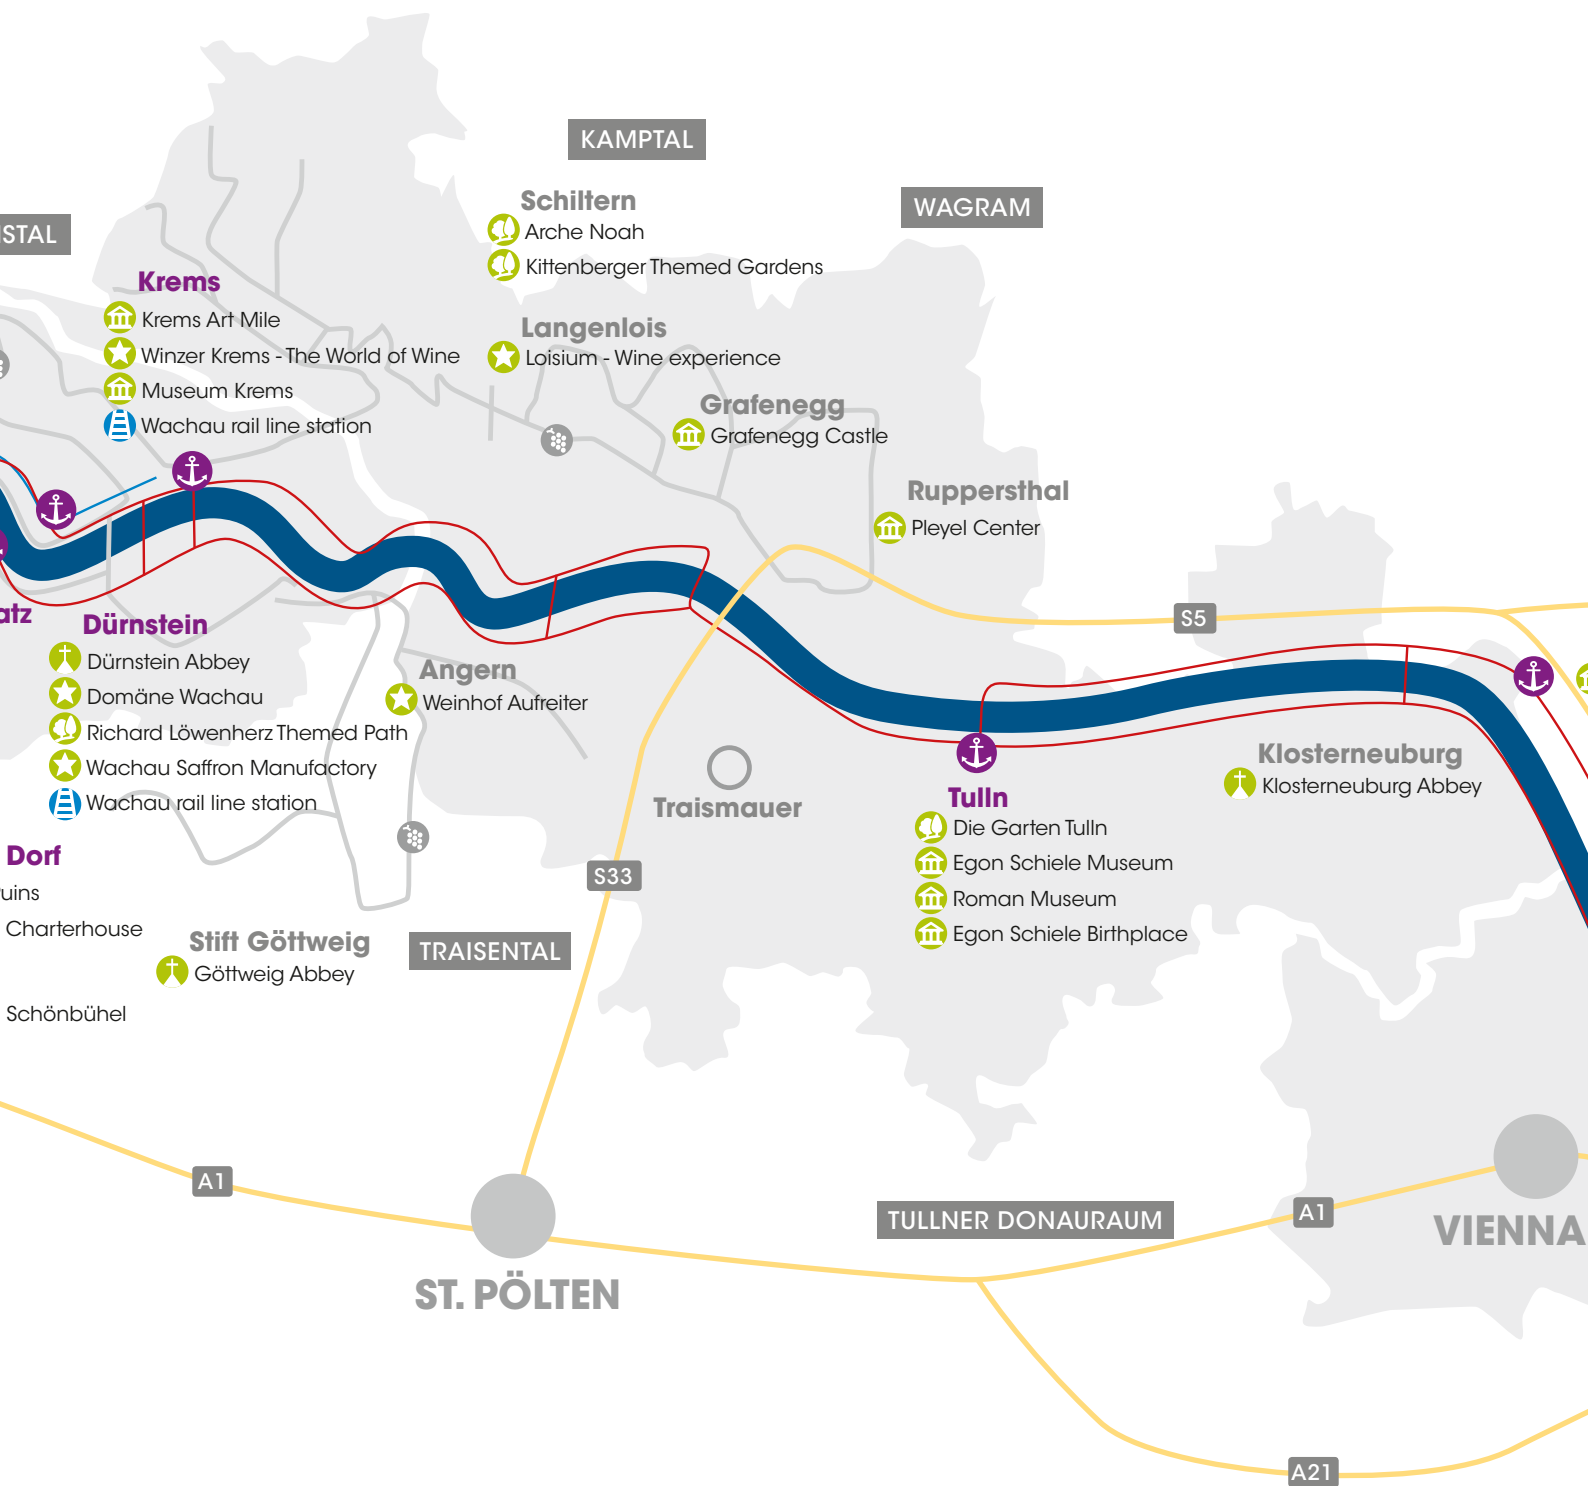 KAMPTAL
WAGRAM
STAL
Schiltern
Arche Noah
Kittenberger Themed Gardens
Krems
Krems Art Mile
Winzer Krems - The World of Wine
Museum Krems
Wachau rail line station
Langenlois
Loisium - Wine experience
Grafenegg
Grafenegg Castle
Ruppersthal
Pleyel Center
S5
atz
Dürnstein
Dürnstein Abbey
Domäne Wachau
Richard Löwenherz Themed Path
Wachau Saffron Manufactory
Wachau rail line station
Angern
Weinhof Aufreiter
Traismauer
Klosterneuburg
Klosterneuburg Abbey
Tulln
Die Garten Tulln
Egon Schiele Museum
Roman Museum
Egon Schiele Birthplace
S33
Dorf
uins
Charterhouse
Stift Göttweig
Göttweig Abbey
TRAISENTAL
Schönbühel
A1
ST. PÖLTEN
TULLNER DONAURAUM
A1
VIENNA
A21